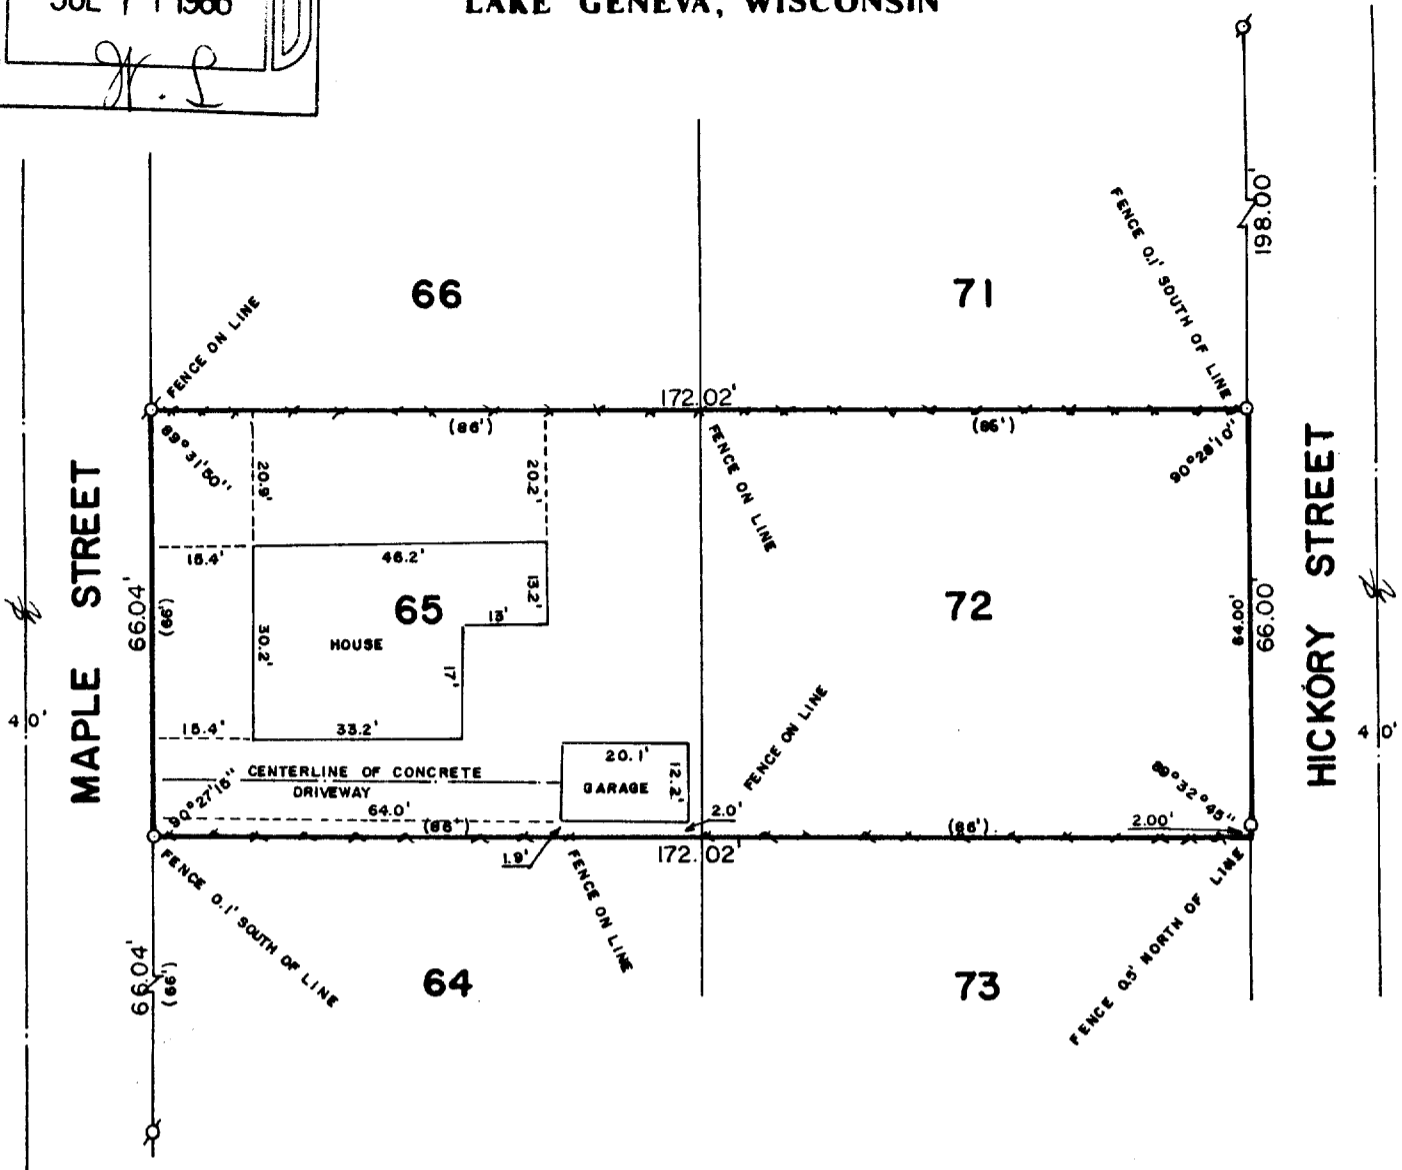 LAKE GENEVA, WISCONSIN
198.00'
FENCE 0.1' SOUTH OF LINE
66
71
FENCE ON LINE
172.02'
(86')
(86')
89°31'50"
90°28'10"
FENCE ON LINE
20.9'
20.2'
15.4'
46.2'
13.2'
13'
65
72
HOUSE
30.2'
17'
MAPLE STREET
66.04'
(66')
64.00'
66.00'
HICKORY STREET
40'
40'
15.4'
33.2'
FENCE ON LINE
CENTERLINE OF CONCRETE
DRIVEWAY
20.1'
12.2'
GARAGE
90°27'15"
64.0'
(86')
2.0'
(86')
2.00'
89°32'45"
1.9'
172.02'
FENCE 0.1' SOUTH OF LINE
FENCE ON LINE
FENCE 0.5' NORTH OF LINE
66.04'
(66')
64
73